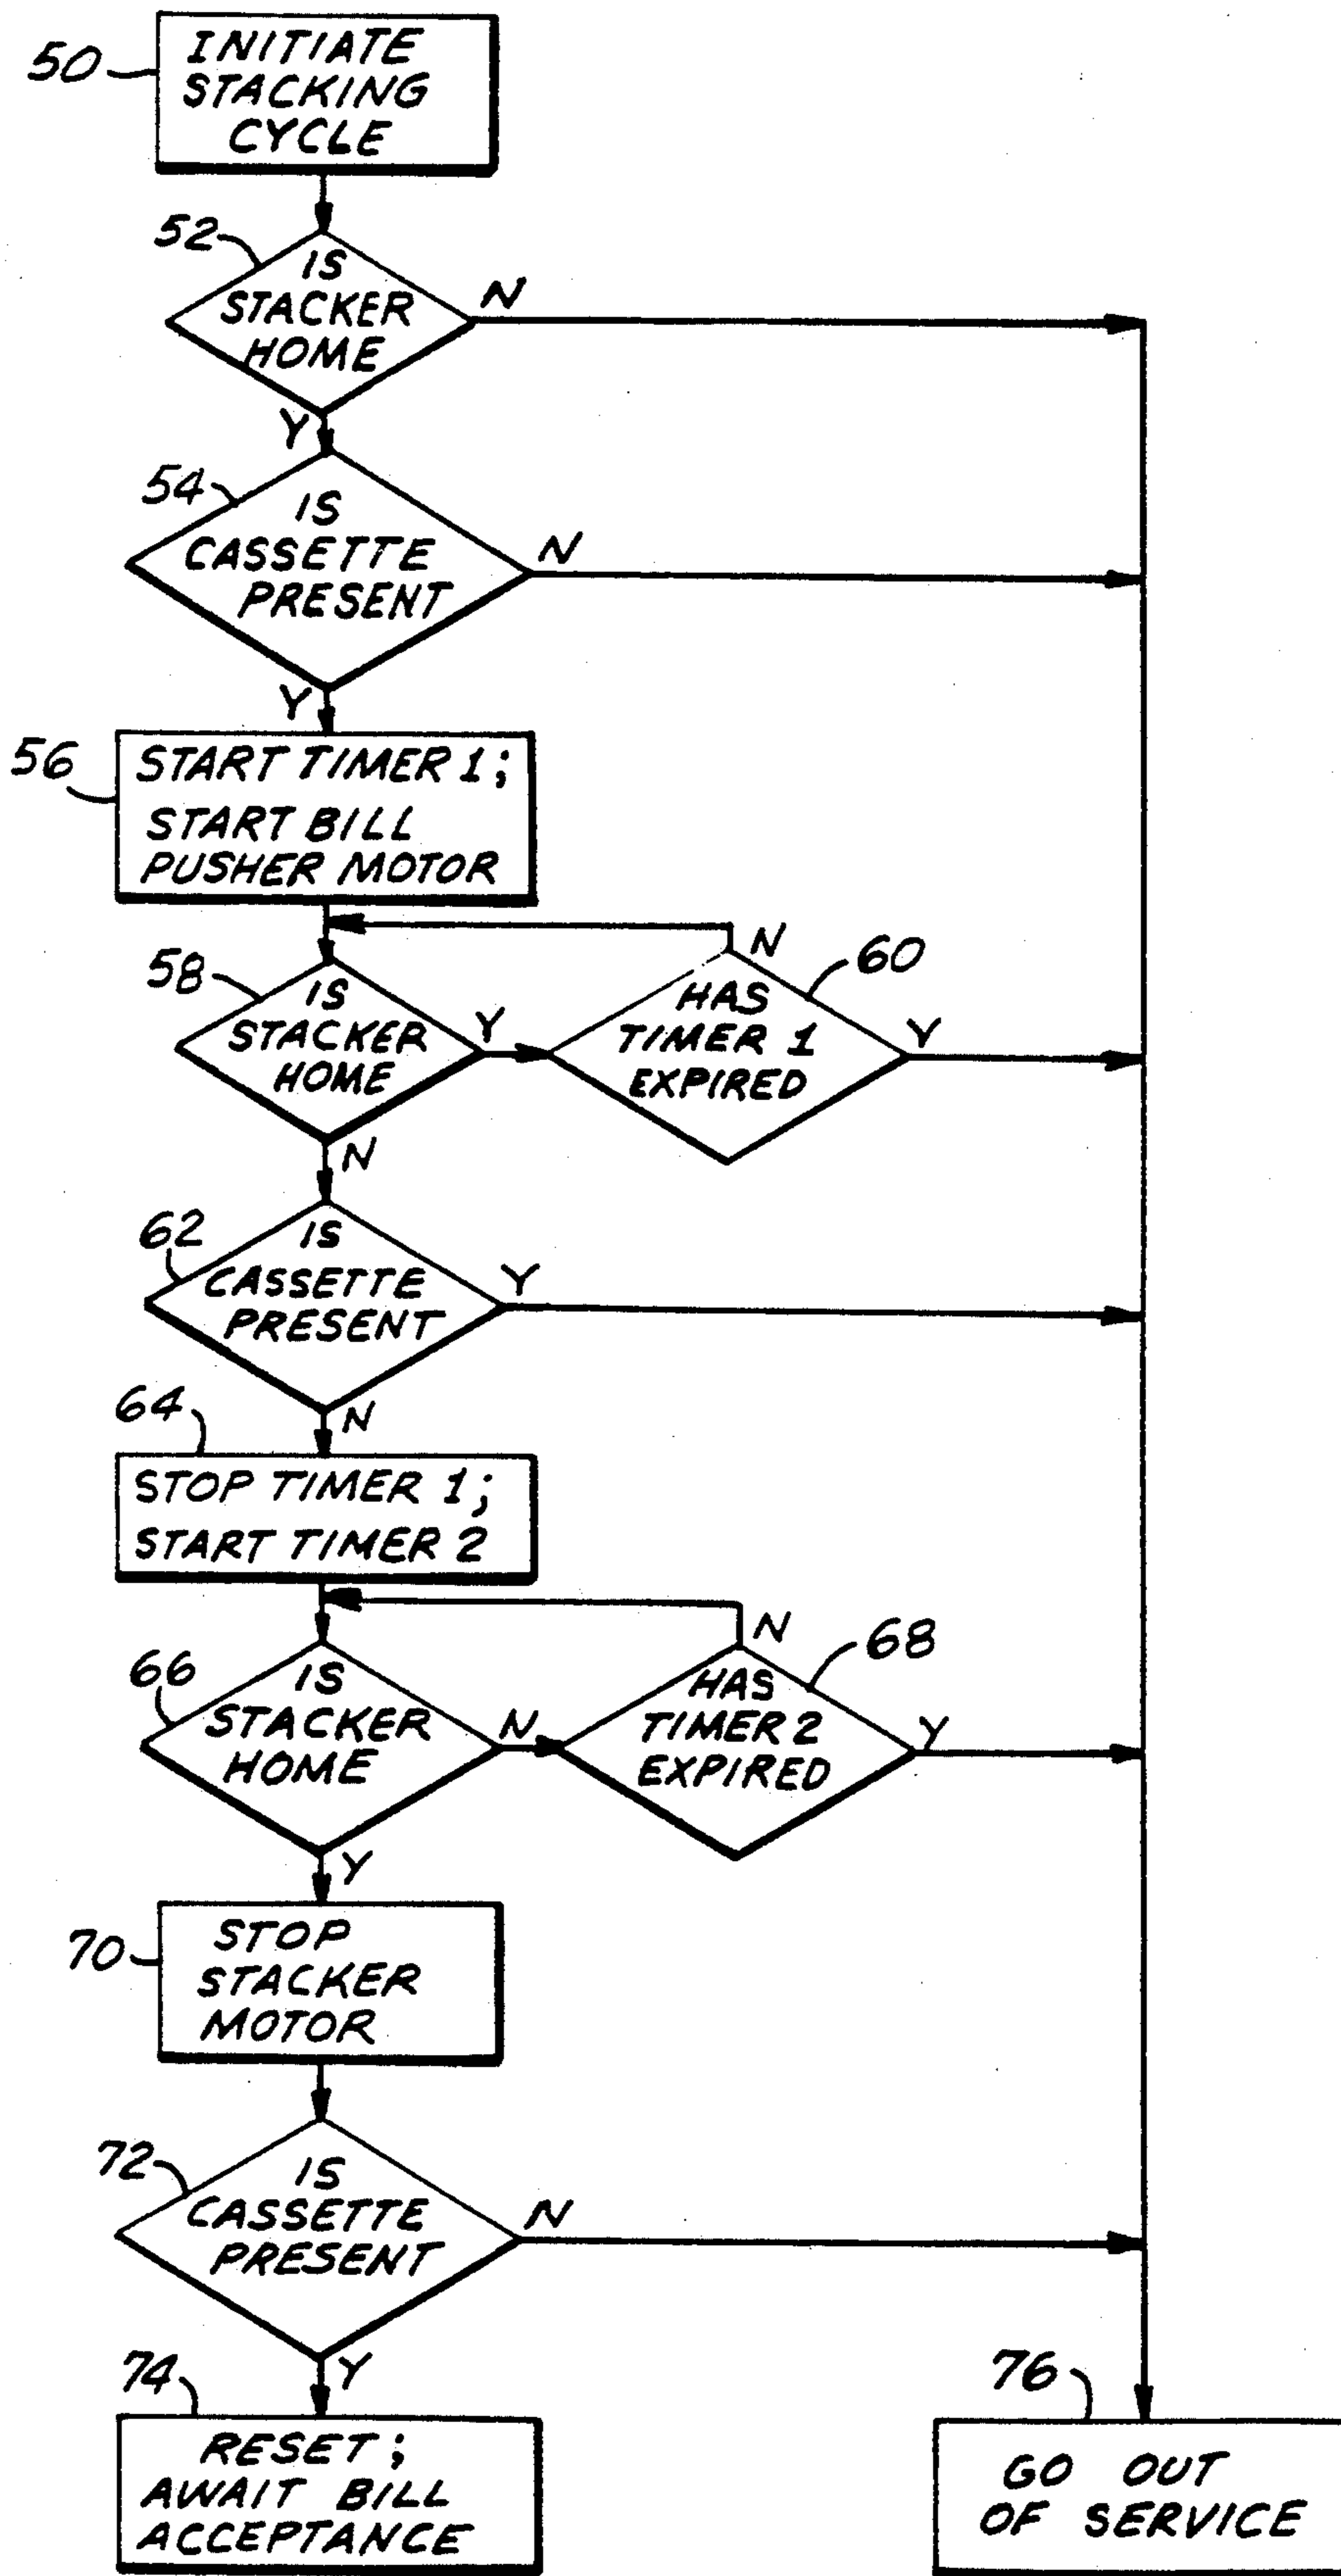 50
INITIATE
STACKING
CYCLE
52
IS
STACKER
HOME
N
Y
54
IS
CASSETTE
PRESENT
N
Y
56
START TIMER 1;
START BILL
PUSHER MOTOR
58
IS
STACKER
HOME
Y
N
60
HAS
TIMER 1
EXPIRED
N
Y
62
IS
CASSETTE
PRESENT
Y
N
64
STOP TIMER 1;
START TIMER 2
66
IS
STACKER
HOME
N
Y
68
HAS
TIMER 2
EXPIRED
N
Y
70
STOP
STACKER
MOTOR
72
IS
CASSETTE
PRESENT
N
Y
74
RESET;
AWAIT BILL
ACCEPTANCE
76
GO OUT
OF SERVICE